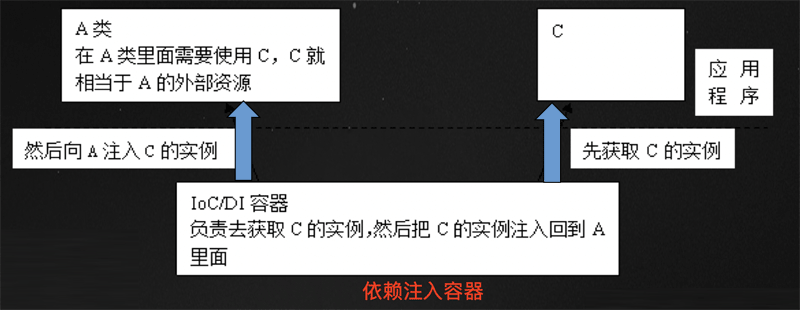 A 类
在 A 类里面需要使用 C，C 就
相当于 A 的外部资源
C
应 用
程 序
然后向 A 注入 C 的实例
先获取 C 的实例
IoC/DI 容器
负责去获取 C 的实例,然后把 C 的实例注入回到 A
里面
依赖注入容器